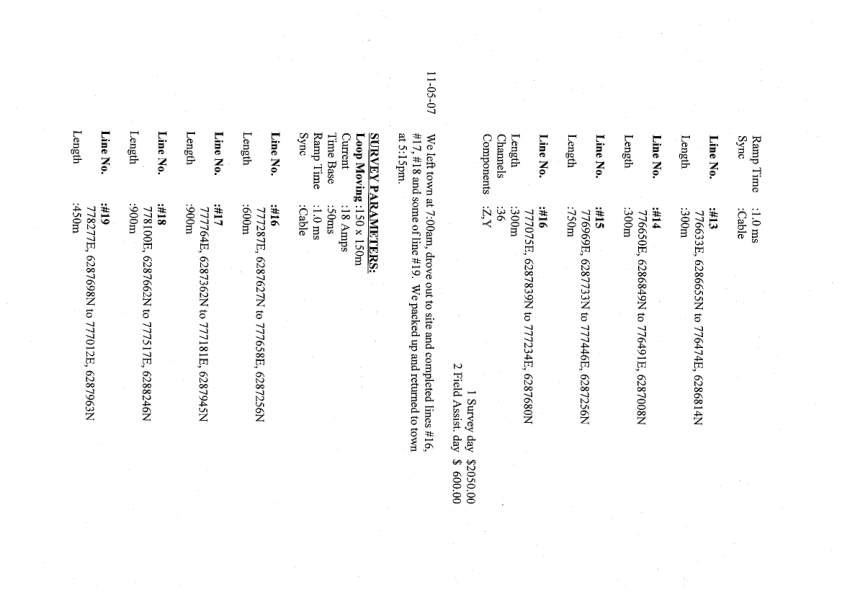 Ramp Time :1.0 ms
Sync :Cable
Line No. :#13
776633E, 6286655N to 776474E, 6286814N
Length :300m
Line No. :#14
776650E, 6286849N to 776491E, 6287008N
Length :300m
Line No. :#15
776969E, 6287733N to 777446E, 6287256N
Length :750m
Line No. :#16
777075E, 6287839N to 777234E, 6287680N
Length :300m
Channels :36
Components :Z,Y
1 Survey day $2050.00
2 Field Assist. day $ 600.00
11-05-07 We left town at 7:00am, drove out to site and completed lines #16,
#17, #18 and some of line #19. We packed up and returned to town
at 5:15pm.
SURVEY PARAMETERS:
Loop Moving :150 x 150m
Current :18 Amps
Time Base :50ms
Ramp Time :1.0 ms
Sync :Cable
Line No. :#16
777287E, 6287627N to 777658E, 6287256N
Length :600m
Line No. :#17
777764E, 6287362N to 777181E, 6287945N
Length :900m
Line No. :#18
778100E, 6287662N to 777517E, 6288246N
Length :900m
Line No. :#19
778277E, 6287698N to 777012E, 6287963N
Length :450m